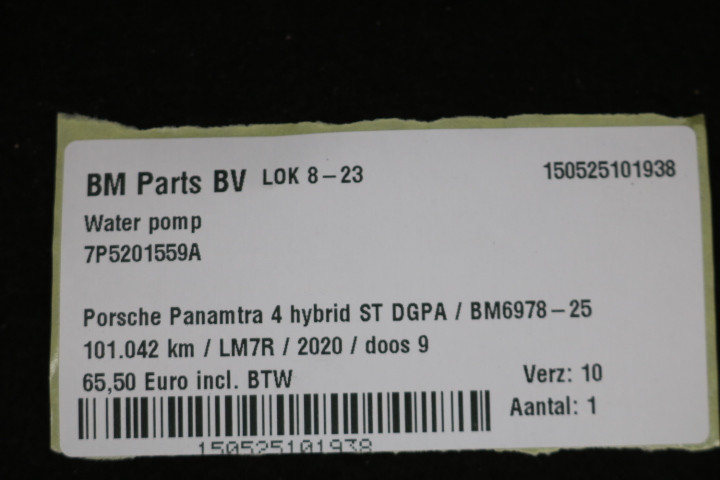 BM Parts BV LOK 8-23 150525101938
Water pomp
7P5201559A
Porsche Panamtra 4 hybrid ST DGPA / BM6978-25
101.042 km / LM7R / 2020 / doos 9
65,50 Euro incl. BTW Verz: 10
Aantal: 1
150525101938